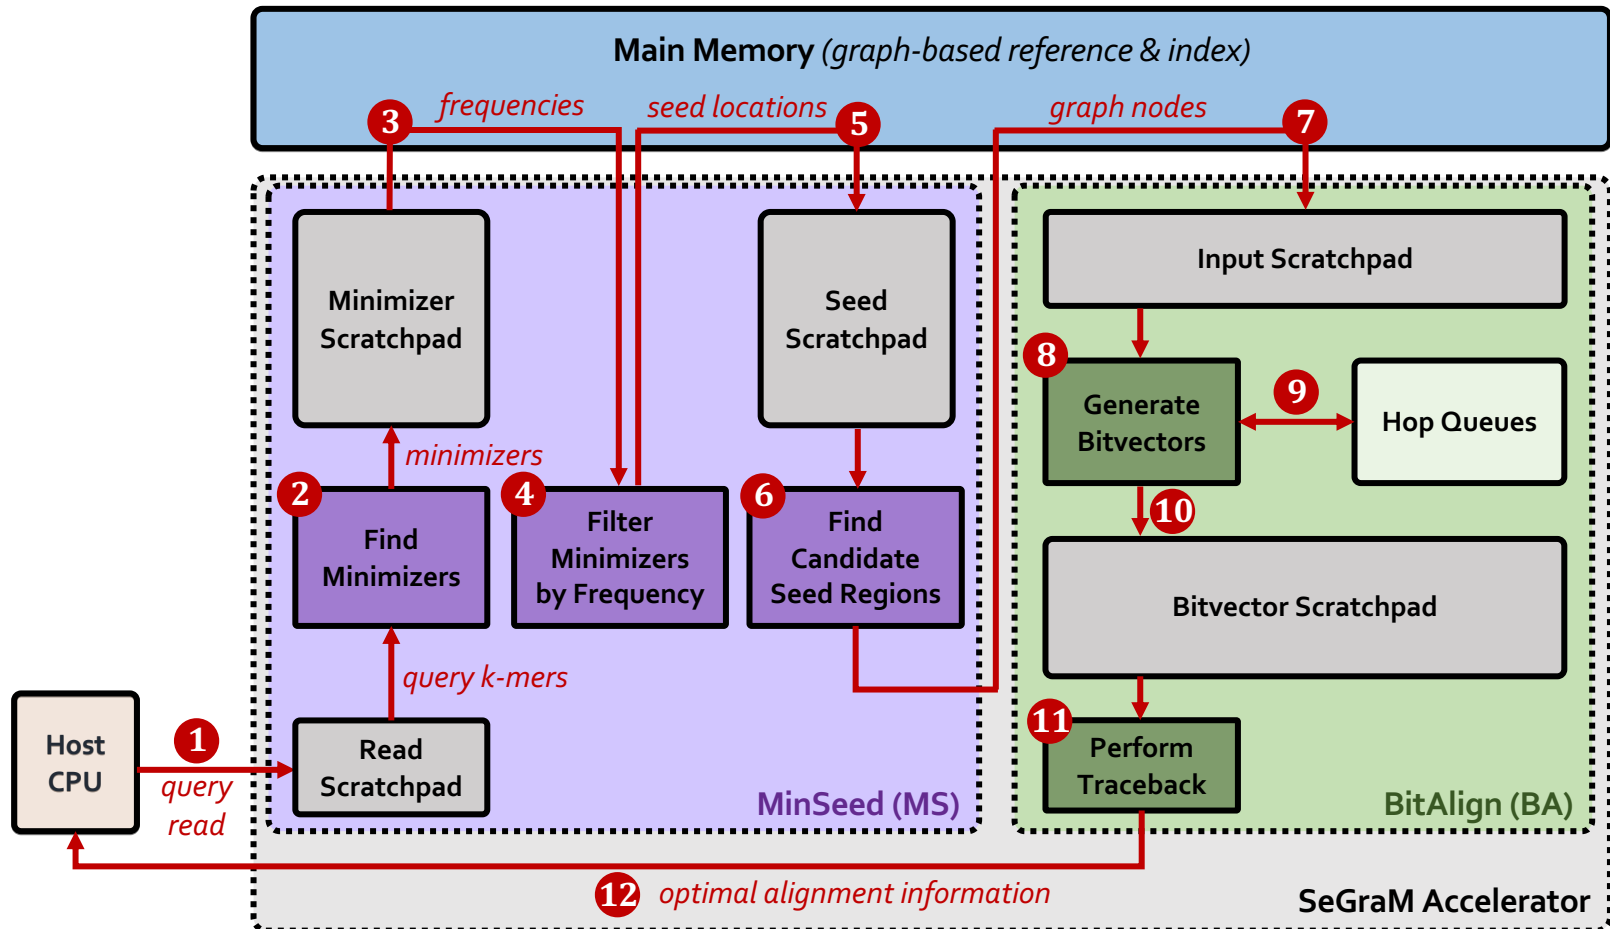 Main Memory (graph-based reference & index)
3
frequencies
seed locations
5
graph nodes
7
Minimizer
Scratchpad
Seed
Scratchpad
Input Scratchpad
minimizers
2
Find
Minimizers
4
Filter
Minimizers
by Frequency
6
Find
Candidate
Seed Regions
8
Generate
Bitvectors
9
Hop Queues
10
Bitvector Scratchpad
query k-mers
Host
CPU
1
query
read
Read
Scratchpad
MinSeed (MS)
11
Perform
Traceback
BitAlign (BA)
12
optimal alignment information
SeGraM Accelerator